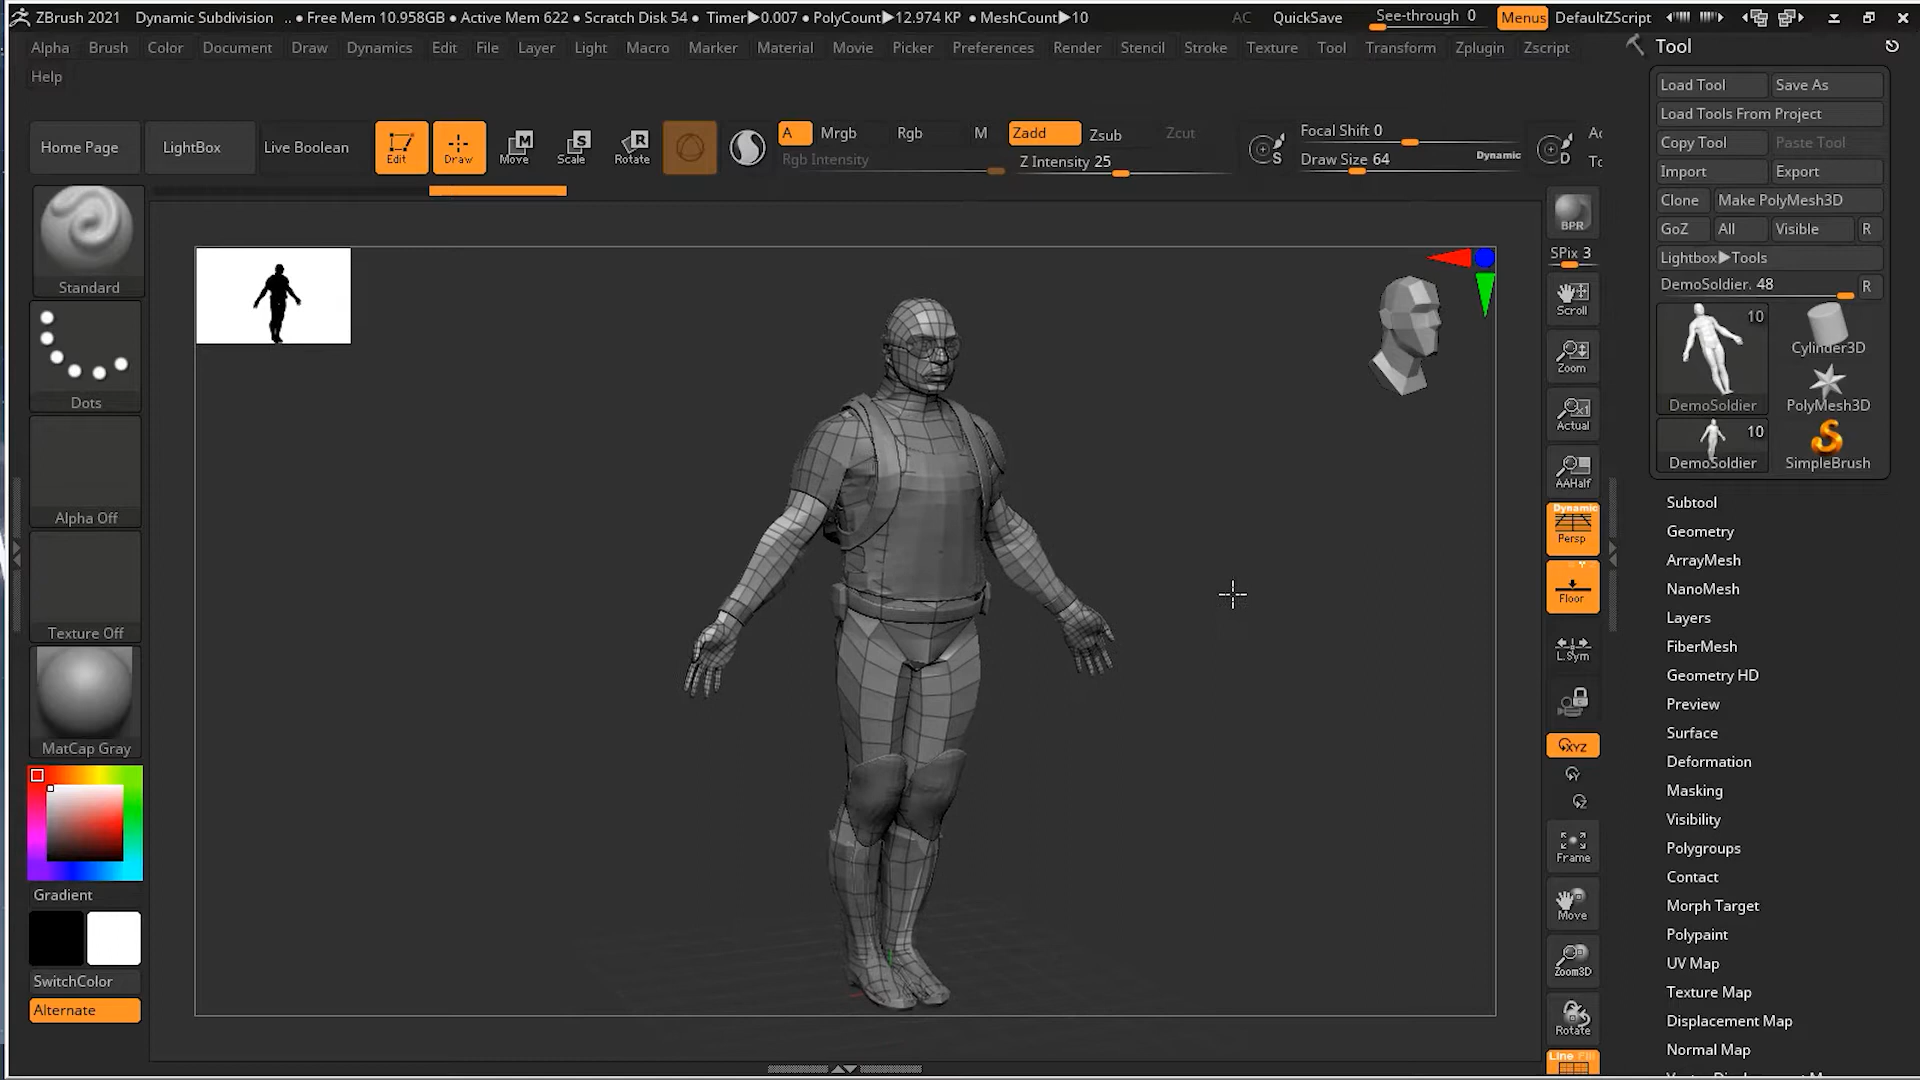 ZBrush 2021 Dynamic Subdivision .. • Free Mem 10.958GB • Active Mem 622 • Scratch Disk 54 • Timer▶0.007 • PolyCount▶12.974 KP • MeshCount▶10 AC QuickSave See-through 0 Menus DefaultZScript
Alpha Brush Color Document Draw Dynamics Edit File Layer Light Macro Marker Material Movie Picker Preferences Render Stencil Stroke Surface Texture Tool Transform Zplugin Zscript
Help
Home Page
LightBox
Live Boolean
Edit
Draw
M
Move
S
Scale
R
Rotate
A Mrgb Rgb M
Rgb Intensity
Zadd Zsub Zcut
Z Intensity 25
S
Focal Shift 0
Draw Size 64
Dynamic
D
Standard
Dots
Alpha Off
Texture Off
MatCap Gray
Gradient
SwitchColor
Alternate
BPR
SPix 3
Scroll
Zoom
Actual
AAHalf
Dynamic
Persp
Floor
L.Sym
XYZ
Y
Z
Frame
Move
Zoom3D
Rotate
Line Fill
Tool
Load Tool Save As
Load Tools From Project
Copy Tool Paste Tool
Import Export
Clone Make PolyMesh3D
GoZ All Visible R
Lightbox▶Tools
DemoSoldier. 48 R
10
DemoSoldier
Cylinder3D
PolyMesh3D
10
DemoSoldier
SimpleBrush
Subtool
Geometry
ArrayMesh
NanoMesh
Layers
FiberMesh
Geometry HD
Preview
Surface
Deformation
Masking
Visibility
Polygroups
Contact
Morph Target
Polypaint
UV Map
Texture Map
Displacement Map
Normal Map